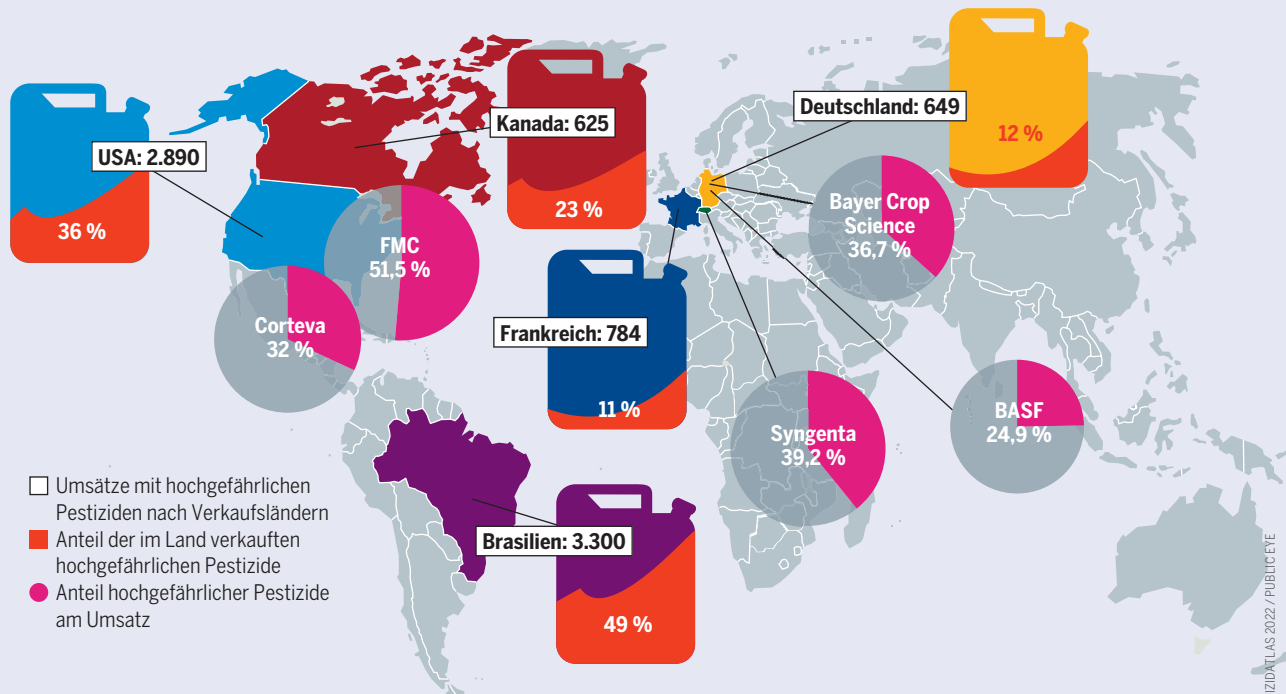 Deutschland: 649
12 %
Kanada: 625
23 %
USA: 2.890
36 %
FMC
51,5 %
Bayer Crop
Science
36,7 %
Corteva
32 %
Frankreich: 784
11 %
Syngenta
39,2 %
BASF
24,9 %
Brasilien: 3.300
49 %
Umsätze mit hochgefährlichen
Pestiziden nach Verkaufsländern
Anteil der im Land verkauften
hochgefährlichen Pestizide
Anteil hochgefährlicher Pestizide
am Umsatz
2022 / PUBLIC EYE